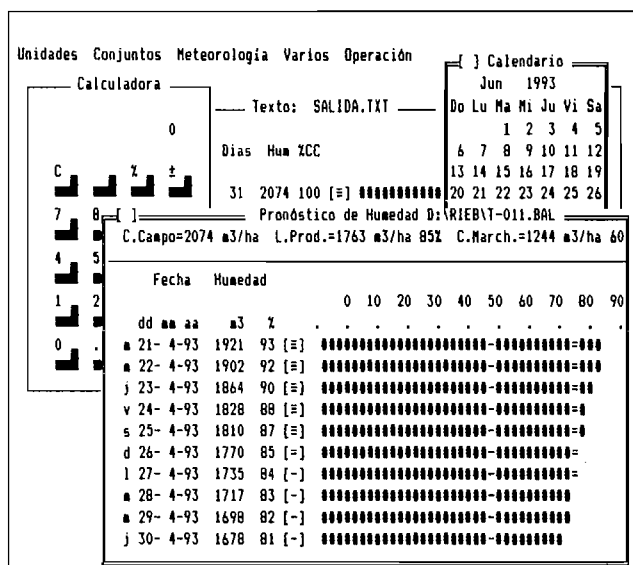 Unidades Conjuntos Meteorología Varios Operación
[ ] Calendario
Jun 1993
Do Lu Ma Mi Ju Vi Sa
1 2 3 4 5
6 7 8 9 10 11 12
13 14 15 16 17 18 19
20 21 22 23 24 25 26
Calculadora
0
C % ±
7 8
4 5
1 2
0 .
Texto: SALIDA.TXT
Dias Hum %CC
31 2074 100 [≡]
[ ] Pronóstico de Humedad D:\RIEB\T-011.BAL
C.Campo=2074 m3/ha L.Prod.=1763 m3/ha 85% C.March.=1244 m3/ha 60
Fecha Humedad
0 10 20 30 40 50 60 70 80 90
dd mm aa m3 %
m 21- 4-93 1921 93 [≡]
m 22- 4-93 1902 92 [≡]
j 23- 4-93 1864 90 [≡]
v 24- 4-93 1828 88 [≡]
s 25- 4-93 1810 87 [≡]
d 26- 4-93 1770 85 [=]
l 27- 4-93 1735 84 [-]
m 28- 4-93 1717 83 [-]
m 29- 4-93 1698 82 [-]
j 30- 4-93 1678 81 [-]